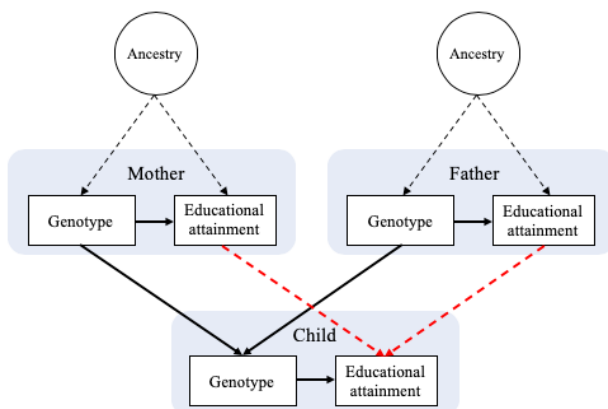 Ancestry
Ancestry
Mother
Father
Genotype
Educational
attainment
Genotype
Educational
attainment
Child
Genotype
Educational
attainment